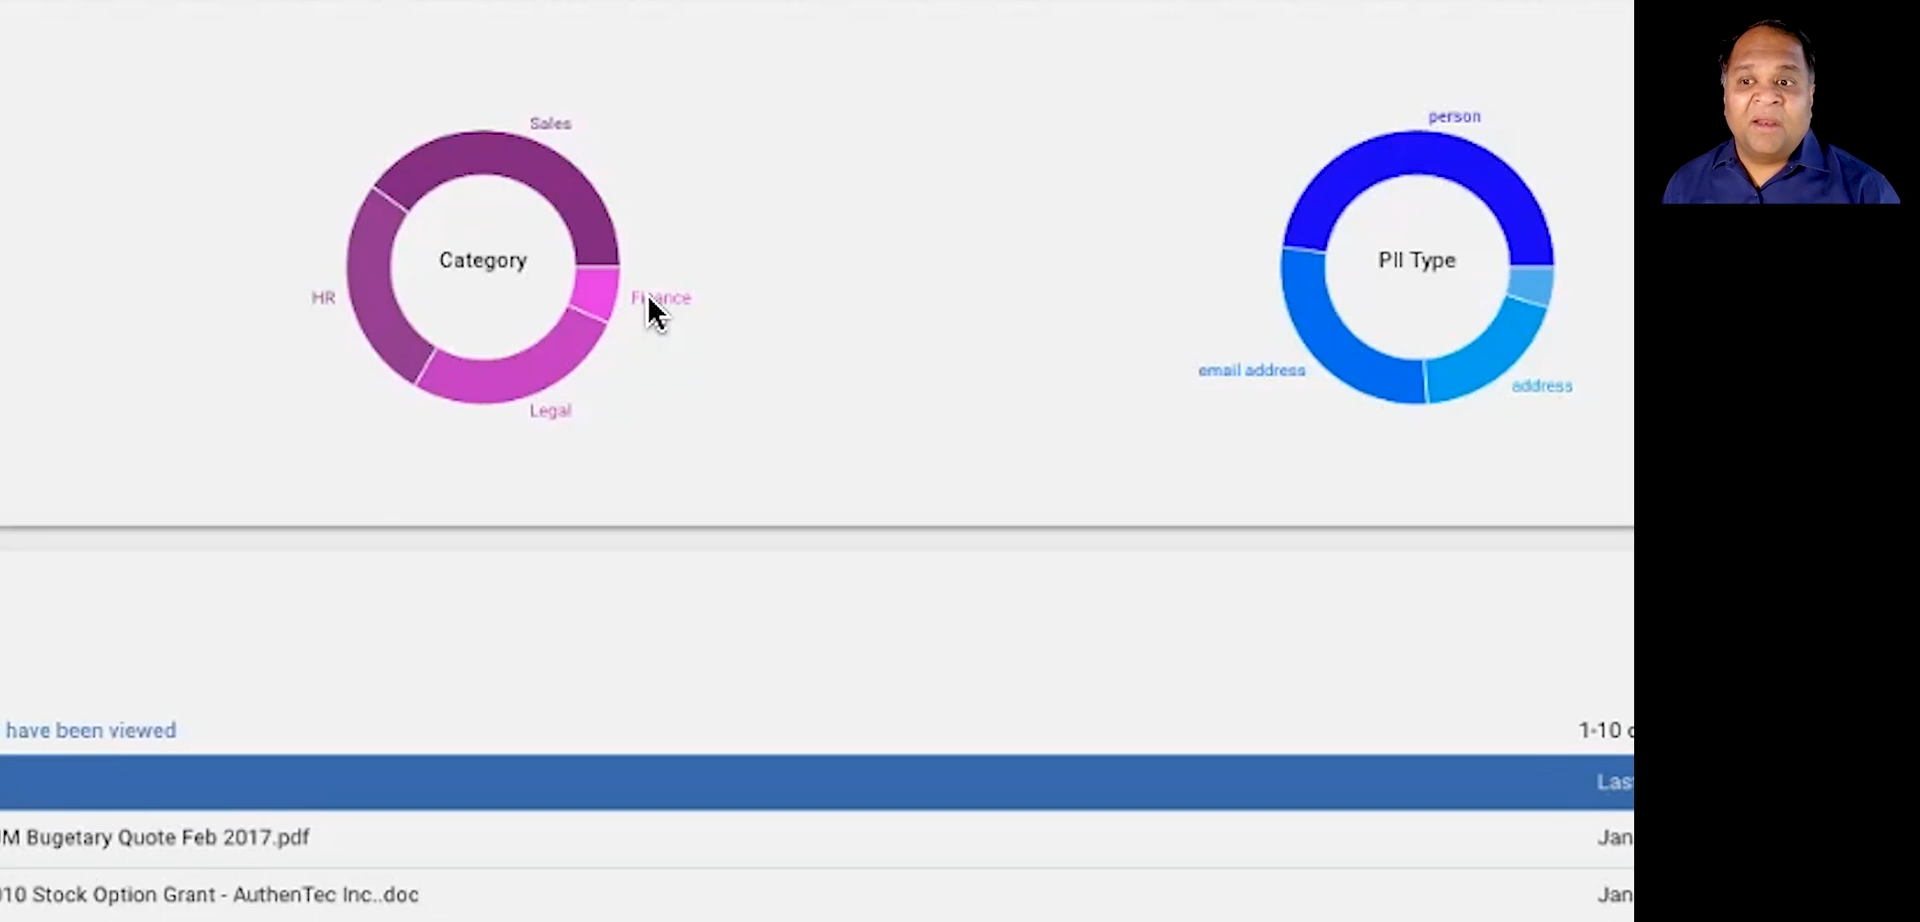 Sales
person
Category
PII Type
HR
Finance
email address
address
Legal
have been viewed
1-10
Las
M Bugetary Quote Feb 2017.pdf
Jan
10 Stock Option Grant - AuthenTec Inc..doc
Jan